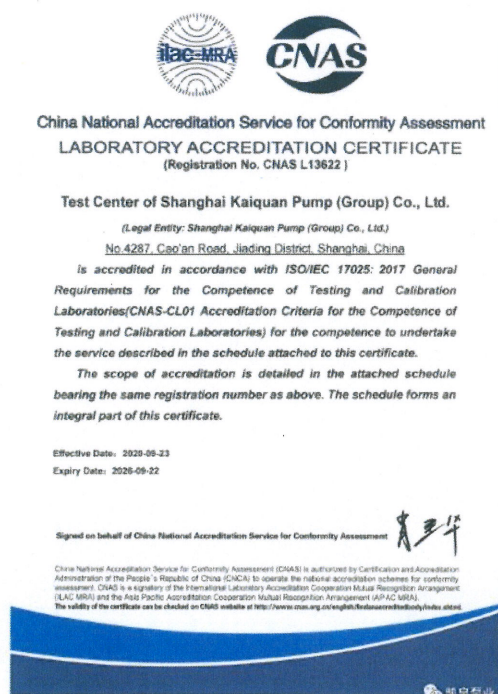 ilac-MRA
CNAS
China National Accreditation Service for Conformity Assessment
LABORATORY ACCREDITATION CERTIFICATE
(Registration No. CNAS L13622 )
Test Center of Shanghai Kaiquan Pump (Group) Co., Ltd.
(Legal Entity: Shanghai Kaiquan Pump (Group) Co., Ltd.)
No.4287, Cao'an Road, Jiading District, Shanghai, China
is accredited in accordance with ISO/IEC 17025: 2017 General
Requirements for the Competence of Testing and Calibration
Laboratories(CNAS-CL01 Accreditation Criteria for the Competence of
Testing and Calibration Laboratories) for the competence to undertake
the service described in the schedule attached to this certificate.
The scope of accreditation is detailed in the attached schedule
bearing the same registration number as above. The schedule forms an
integral part of this certificate.
Effective Date: 2020-09-23
Expiry Date: 2026-09-22
Signed on behalf of China National Accreditation Service for Conformity Assessment
China National Accreditation Service for Conformity Assessment (CNAS) is authorized by Certification and Accreditation
Administration of the People's Republic of China (CNCA) to operate the national accreditation schemes for conformity
assessment. CNAS is a signatory of the International Laboratory Accreditation Cooperation Mutual Recognition Arrangement
(ILAC MRA) and the Asia Pacific Accreditation Cooperation Mutual Recognition Arrangement (APAC MRA).
The validity of the certificate can be checked on CNAS website at